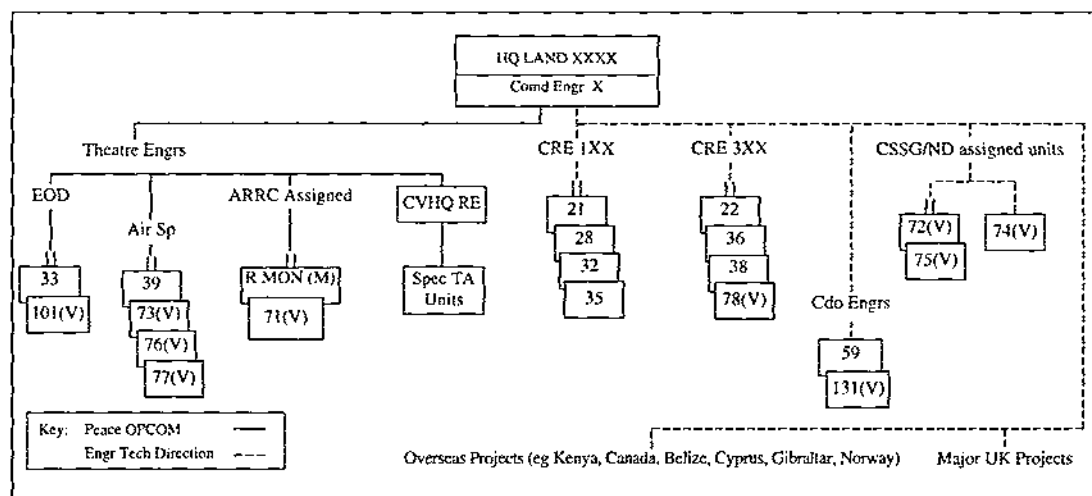 HQ LAND XXXX
Comd Engr X
Theatre Engrs
CRE 1XX
CRE 3XX
CSSG/ND assigned units
EOD
ARRC Assigned
CVHQ RE
Air Sp
33
101(V)
39
73(V)
76(V)
77(V)
R MON (M)
71(V)
Spec TA
Units
21
28
32
35
22
36
38
78(V)
72(V)
75(V)
74(V)
Cdo Engrs
59
131(V)
Key: Peace OPCOM
Engr Tech Direction
Overseas Projects (eg Kenya, Canada, Belize, Cyprus, Gibraltar, Norway)
Major UK Projects